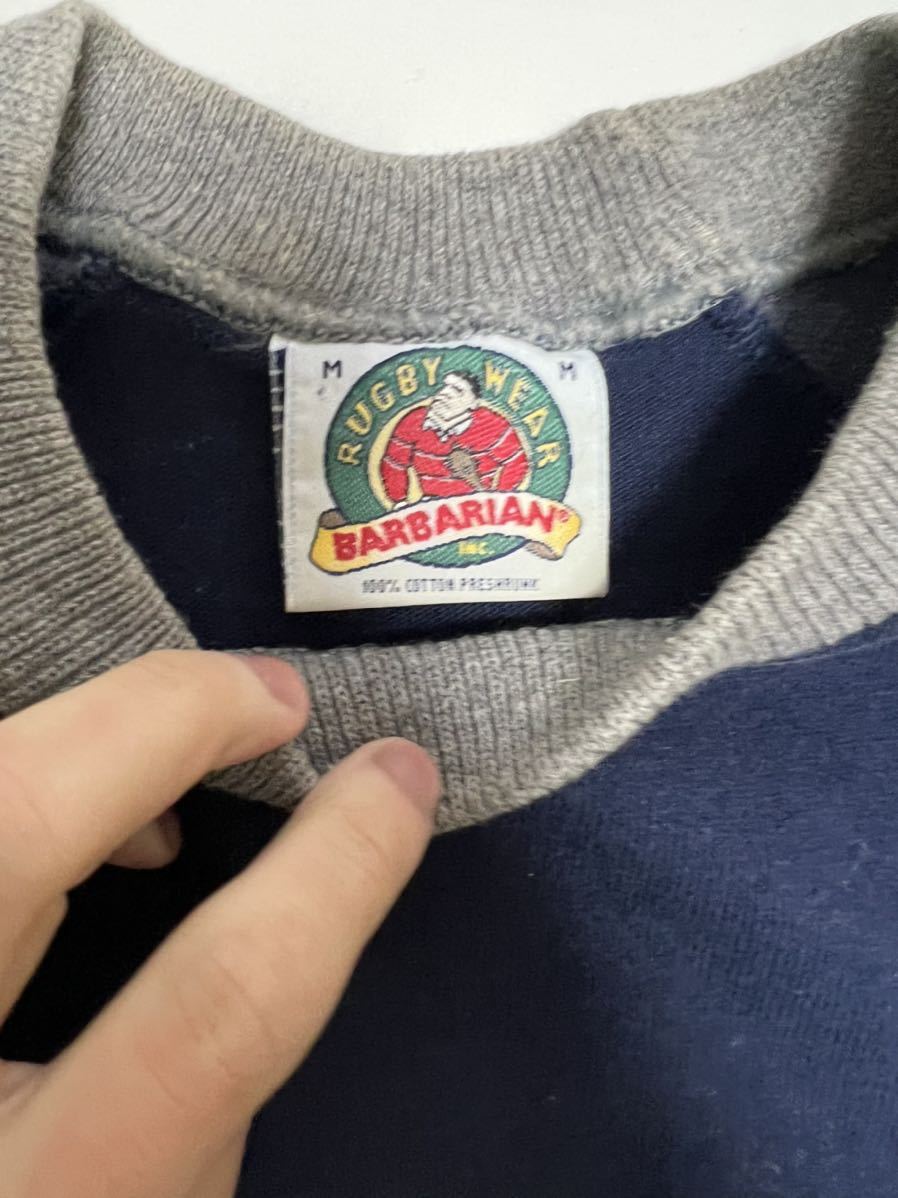 M M
RUGBY WEAR
BARBARIAN®
INC.
100% COTTON PRESHRUNK